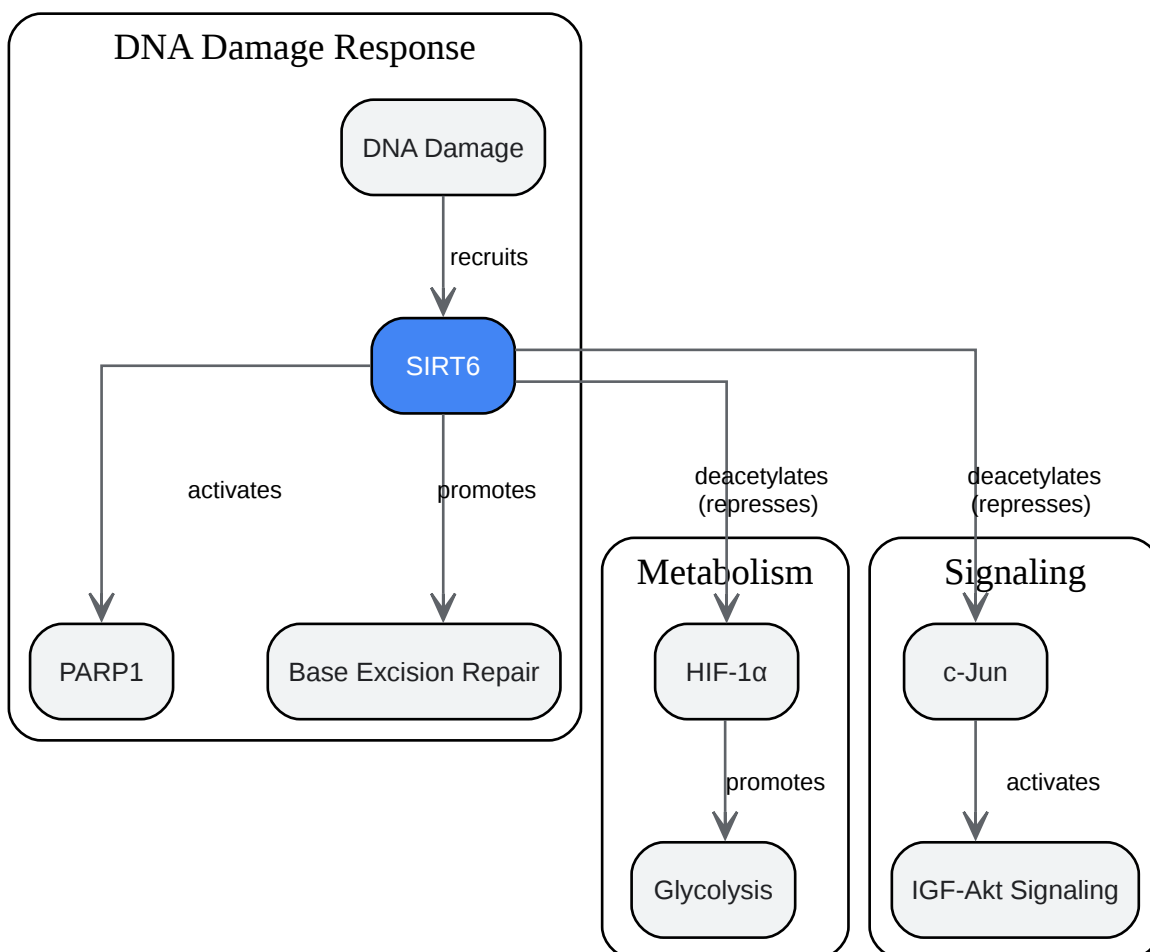 DNA Damage Response
DNA Damage
recruits
SIRT6
activates
promotes
deacetylates
(represses)
deacetylates
(represses)
Metabolism
Signaling
PARP1
Base Excision Repair
HIF-1α
c-Jun
promotes
activates
Glycolysis
IGF-Akt Signaling